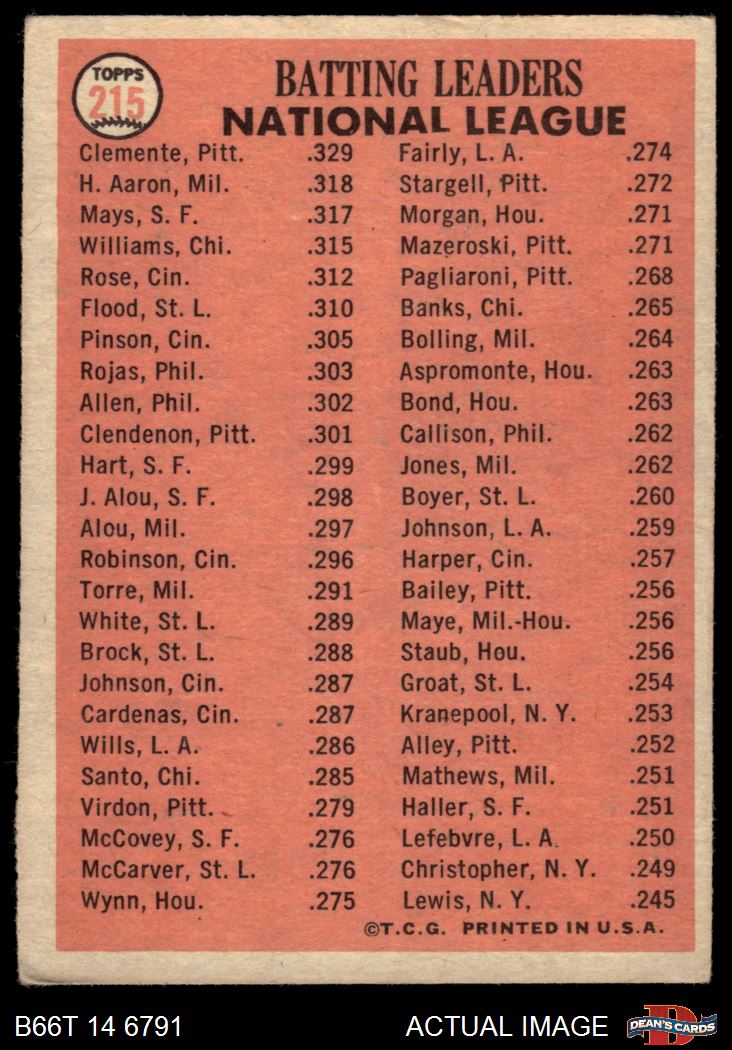 TOPPS
215
BATTING LEADERS
NATIONAL LEAGUE
Clemente, Pitt. .329
H. Aaron, Mil. .318
Mays, S. F. .317
Williams, Chi. .315
Rose, Cin. .312
Flood, St. L. .310
Pinson, Cin. .305
Rojas, Phil. .303
Allen, Phil. .302
Clendenon, Pitt. .301
Hart, S. F. .299
J. Alou, S. F. .298
Alou, Mil. .297
Robinson, Cin. .296
Torre, Mil. .291
White, St. L. .289
Brock, St. L. .288
Johnson, Cin. .287
Cardenas, Cin. .287
Wills, L. A. .286
Santo, Chi. .285
Virdon, Pitt. .279
McCovey, S. F. .276
McCarver, St. L. .276
Wynn, Hou. .275
Fairly, L. A. .274
Stargell, Pitt. .272
Morgan, Hou. .271
Mazeroski, Pitt. .271
Pagliaroni, Pitt. .268
Banks, Chi. .265
Bolling, Mil. .264
Aspromonte, Hou. .263
Bond, Hou. .263
Callison, Phil. .262
Jones, Mil. .262
Boyer, St. L. .260
Johnson, L. A. .259
Harper, Cin. .257
Bailey, Pitt. .256
Maye, Mil.-Hou. .256
Staub, Hou. .256
Groat, St. L. .254
Kranepool, N. Y. .253
Alley, Pitt. .252
Mathews, Mil. .251
Haller, S. F. .251
Lefebvre, L. A. .250
Christopher, N. Y. .249
Lewis, N. Y. .245
©T.C.G. PRINTED IN U.S.A.
B66T 14 6791
ACTUAL IMAGE
D
DEAN'S CARDS